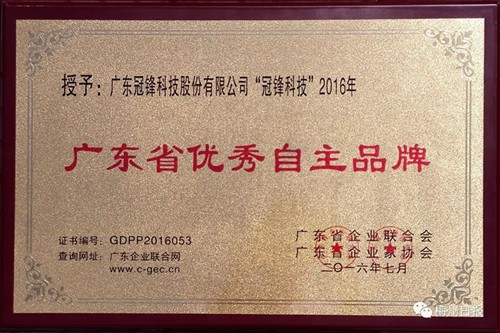 授予：广东冠锋科技股份有限公司“冠锋科技”2016年
广东省优秀自主品牌
证书编号：GDPP2016053
查询网址：广东企业联合网
www.c-gec.cn
广东省企业联合会
广东省企业家协会
二〇一六年七月